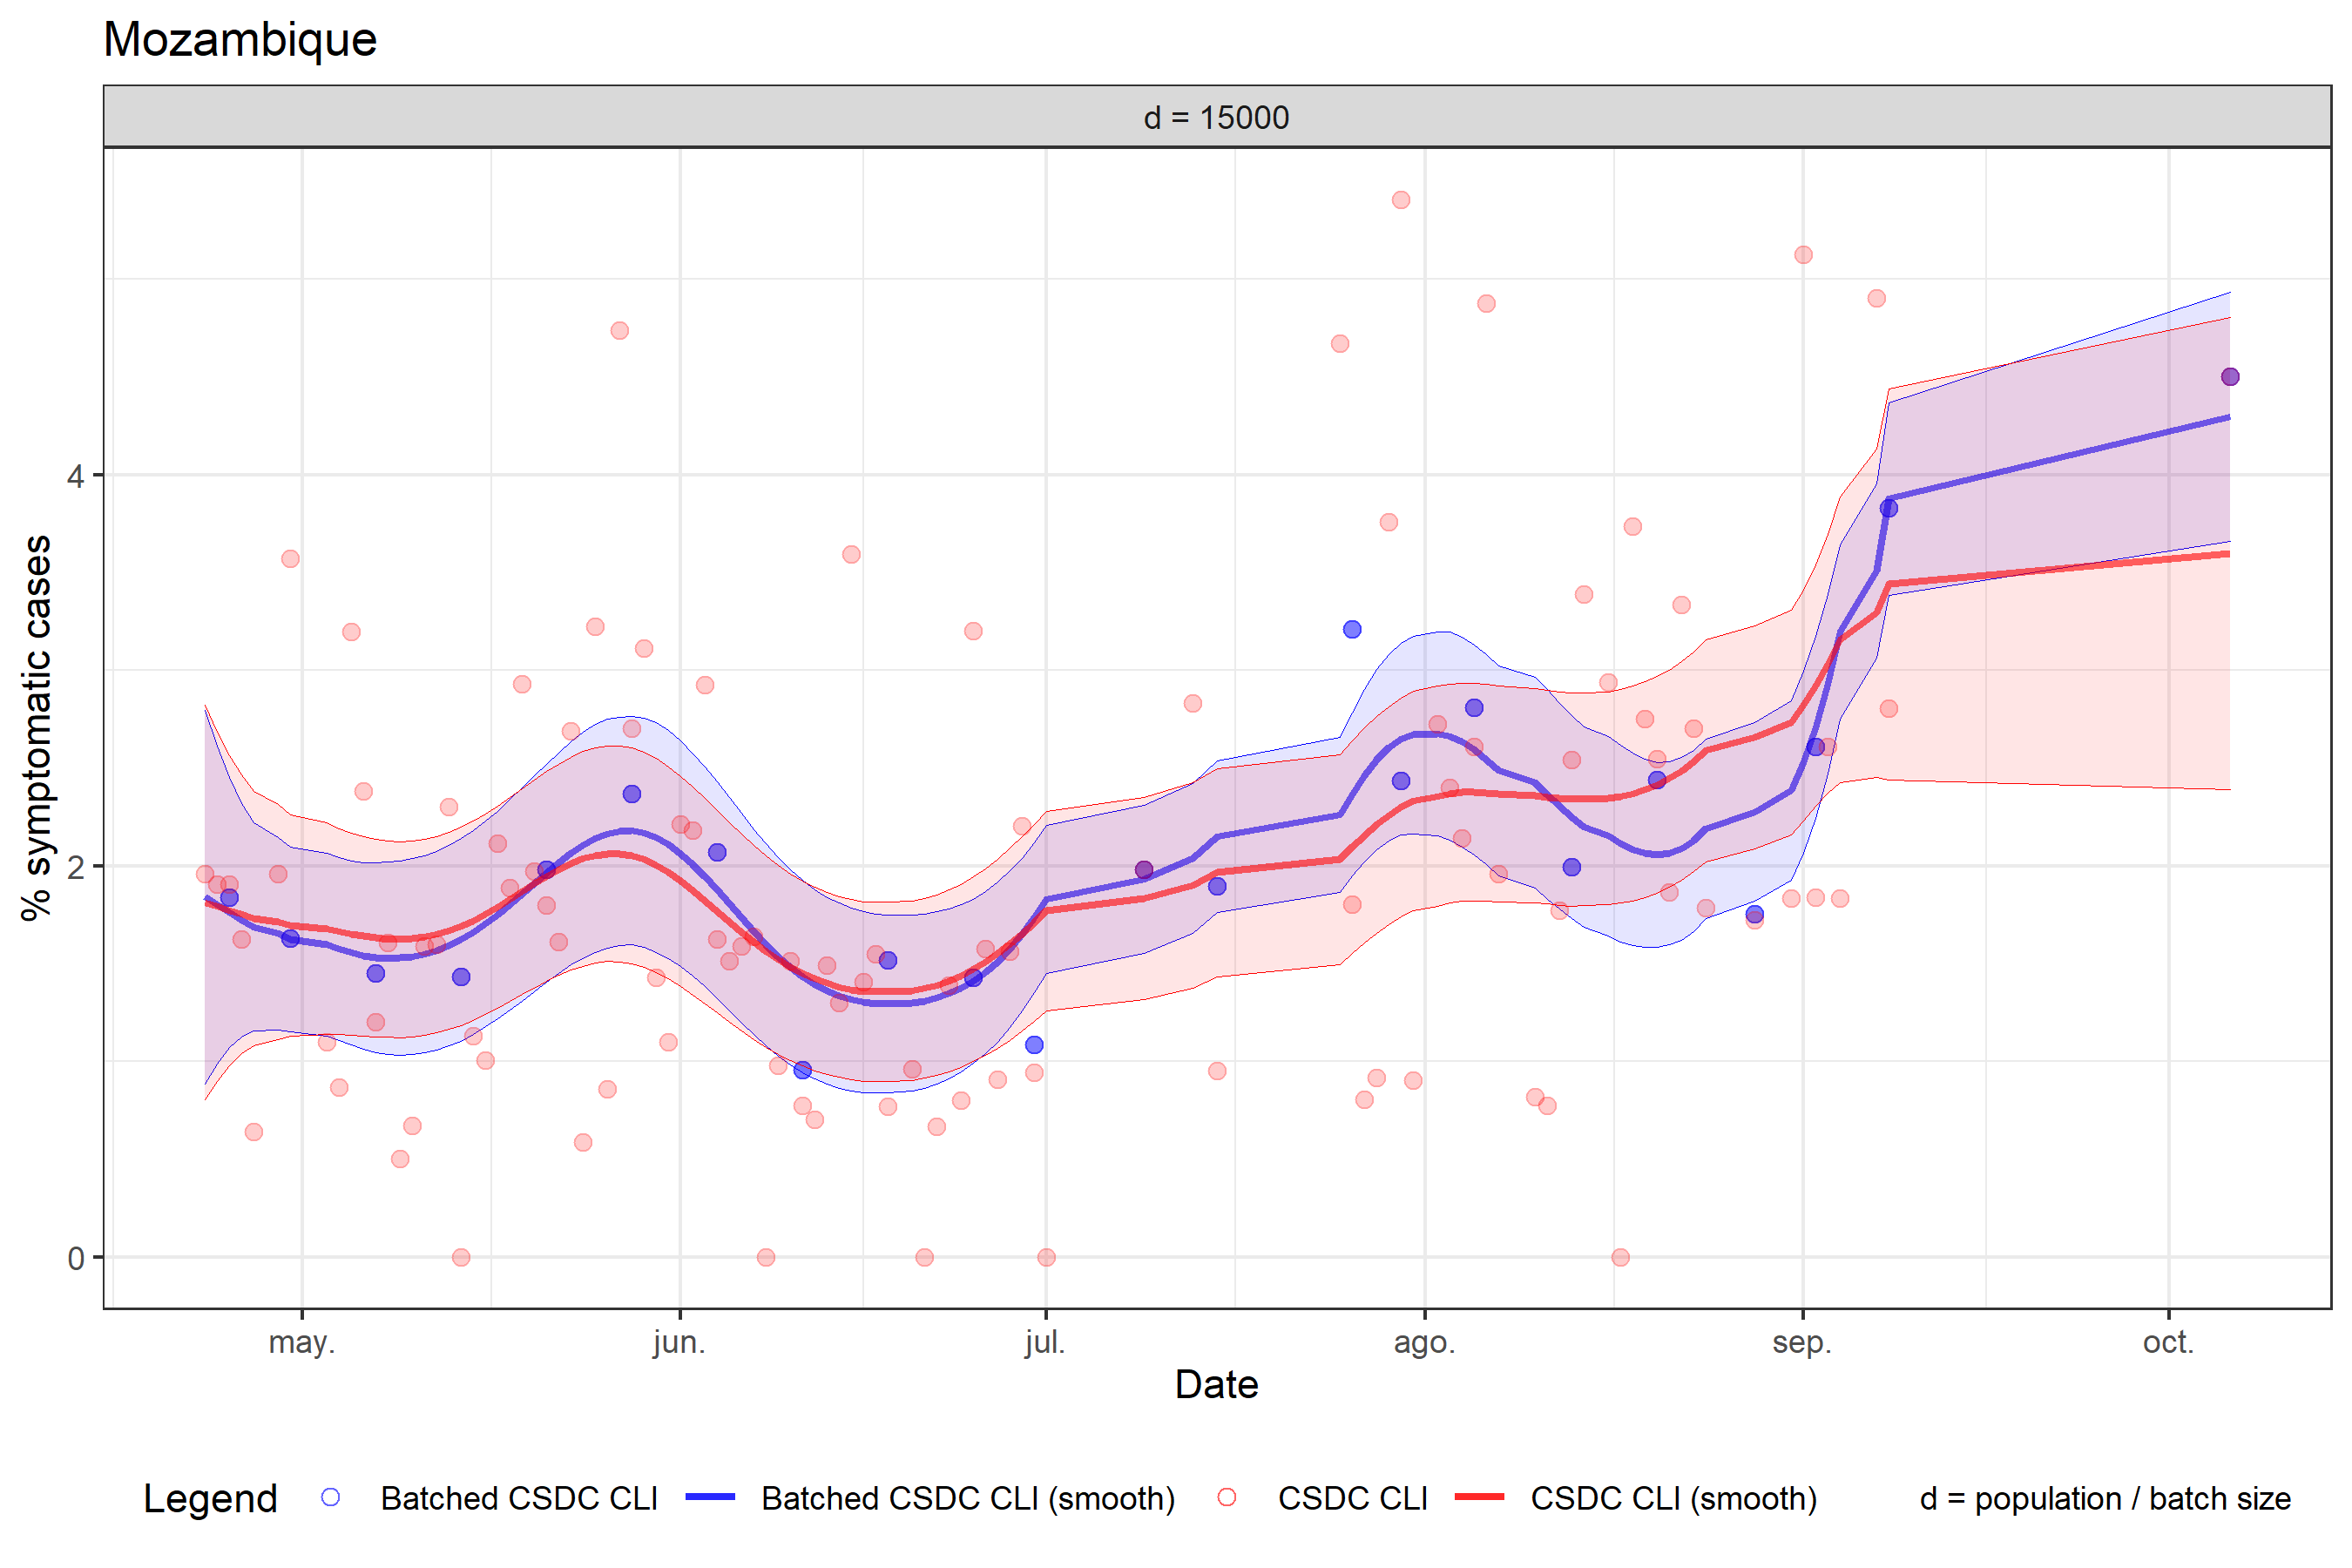 Mozambique
d = 15000
% symptomatic cases
4
2
0
may.
jun.
jul.
ago.
sep.
oct.
Date
Legend
Batched CSDC CLI
Batched CSDC CLI (smooth)
CSDC CLI
CSDC CLI (smooth)
d = population / batch size